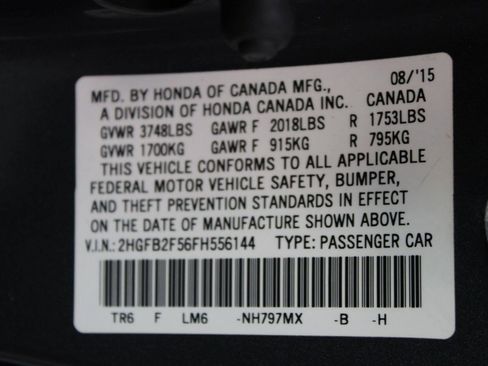 MFD. BY HONDA OF CANADA MFG., 08/'15
A DIVISION OF HONDA CANADA INC. CANADA
GVWR 3748LBS GAWR F 2018LBS R 1753LBS
GVWR 1700KG GAWR F 915KG R 795KG
THIS VEHICLE CONFORMS TO ALL APPLICABLE
FEDERAL MOTOR VEHICLE SAFETY, BUMPER,
AND THEFT PREVENTION STANDARDS IN EFFECT
ON THE DATE OF MANUFACTURE SHOWN ABOVE.
V.I.N.: 2HGFB2F56FH556144 TYPE: PASSENGER CAR
TR6 F LM6 -NH797MX -B -H